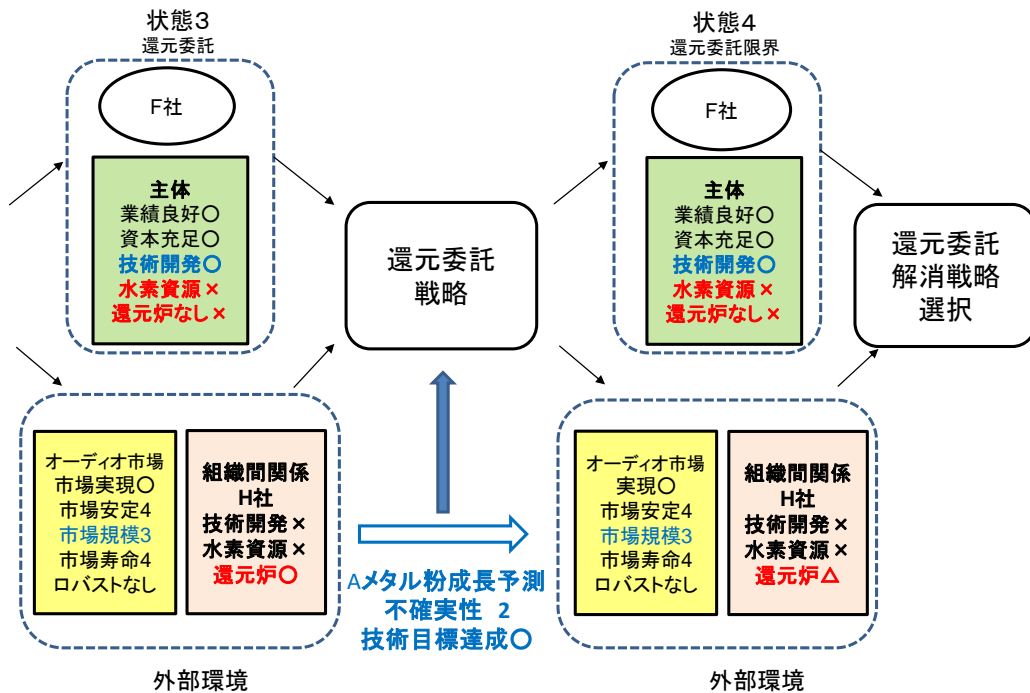 状態３
還元委託
F社
主体
業績良好〇
資本充足〇
技術開発〇
水素資源×
還元炉なし×
オーディオ市場
市場実現〇
市場安定4
市場規模3
市場寿命4
ロバストなし
組織間関係
H社
技術開発×
水素資源×
還元炉〇
外部環境
還元委託
戦略
Aメタル粉成長予測
不確実性 2
技術目標達成〇
状態４
還元委託限界
F社
主体
業績良好〇
資本充足〇
技術開発〇
水素資源×
還元炉なし×
オーディオ市場
実現〇
市場安定4
市場規模3
市場寿命4
ロバストなし
組織間関係
H社
技術開発×
水素資源×
還元炉△
外部環境
還元委託
解消戦略
選択